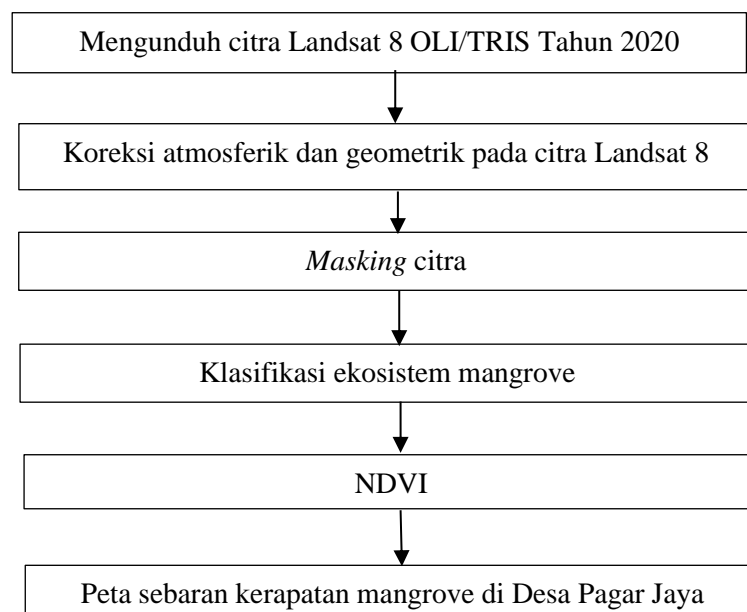 Mengunduh citra Landsat 8 OLI/TRIS Tahun 2020
Koreksi atmosferik dan geometrik pada citra Landsat 8
Masking citra
Klasifikasi ekosistem mangrove
NDVI
Peta sebaran kerapatan mangrove di Desa Pagar Jaya